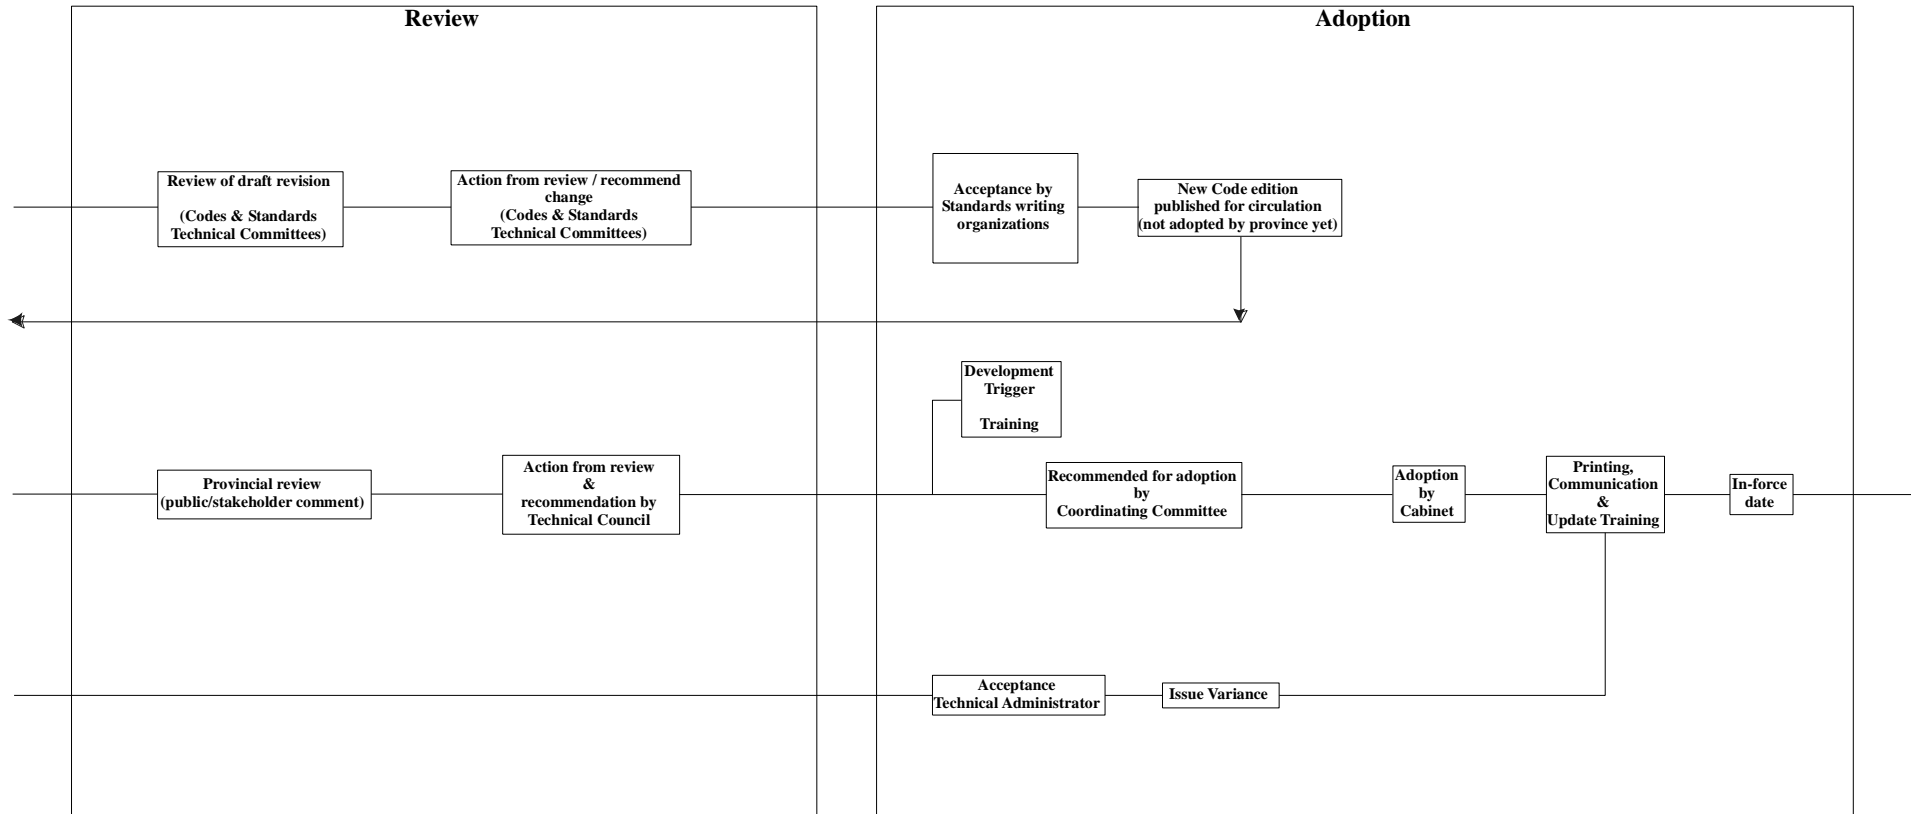 Review
Adoption
Review of draft revision
(Codes & Standards
Technical Committees)
Action from review / recommend
change
(Codes & Standards
Technical Committees)
Acceptance by
Standards writing
organizations
New Code edition
published for circulation
(not adopted by province yet)
Development
Trigger
Training
Provincial review
(public/stakeholder comment)
Action from review
&
recommendation by
Technical Council
Recommended for adoption
by
Coordinating Committee
Adoption
by
Cabinet
Printing,
Communication
&
Update Training
In-force
date
Acceptance
Technical Administrator
Issue Variance